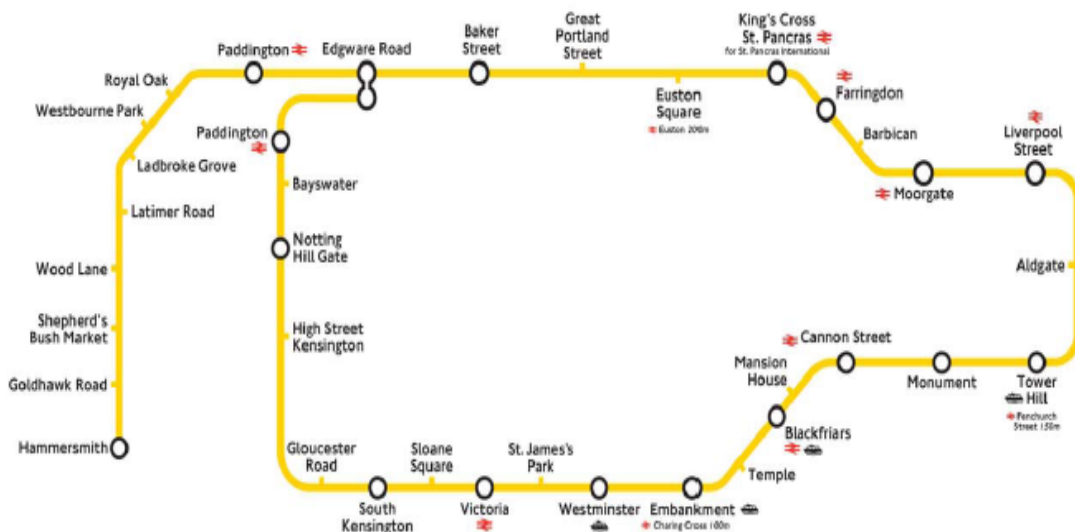 Paddington
Edgware Road
Baker
Street
Great
Portland
Street
King's Cross
St. Pancras
for St. Pancras International
Royal Oak
Westbourne Park
Ladbroke Grove
Latimer Road
Wood Lane
Shepherd's
Bush Market
Goldhawk Road
Hammersmith
Paddington
Bayswater
Notting
Hill Gate
High Street
Kensington
Euston
Square
Euston 200m
Farringdon
Barbican
Moorgate
Liverpool
Street
Aldgate
Tower
Hill
Fenchurch
Street 150m
Monument
Cannon Street
Mansion
House
Blackfriars
Temple
Embankment
Charing Cross 100m
Westminster
St. James's
Park
Victoria
Sloane
Square
South
Kensington
Gloucester
Road